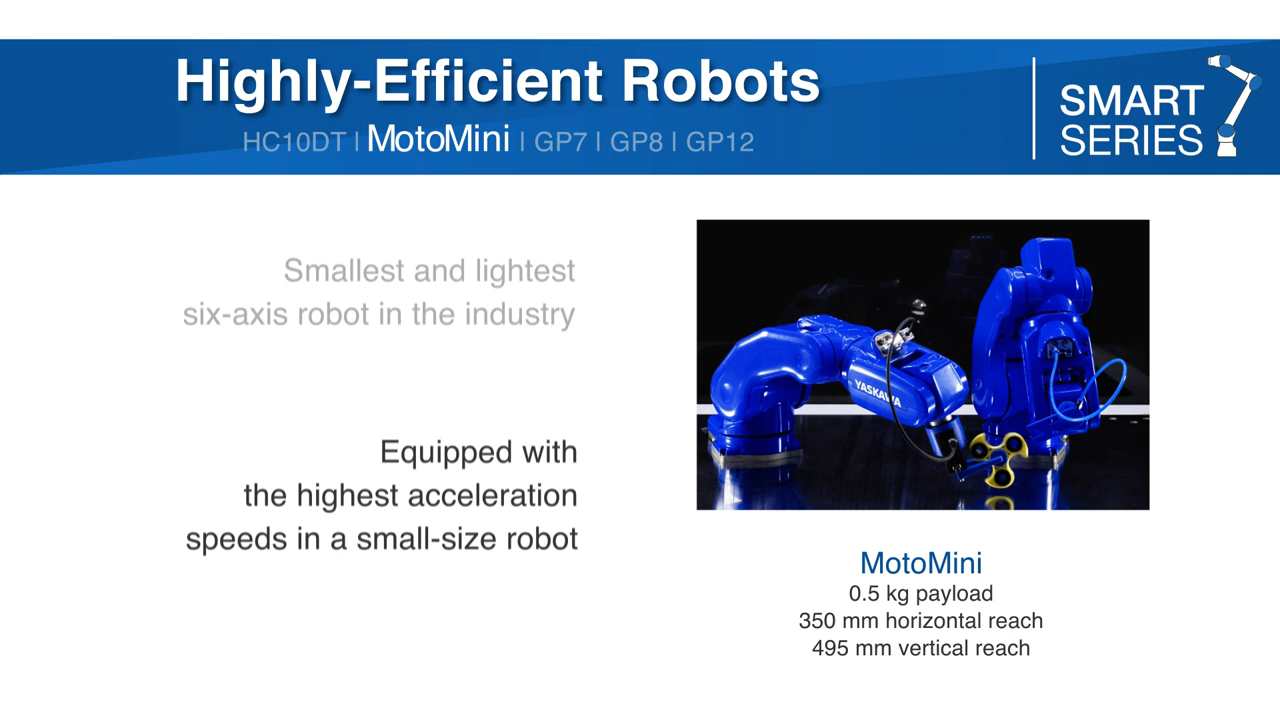 Highly-Efficient Robots
HC10DT | MotoMini | GP7 | GP8 | GP12
SMART
SERIES
Smallest and lightest
six-axis robot in the industry
Equipped with
the highest acceleration
speeds in a small-size robot
YASKAWA
MotoMini
0.5 kg payload
350 mm horizontal reach
495 mm vertical reach